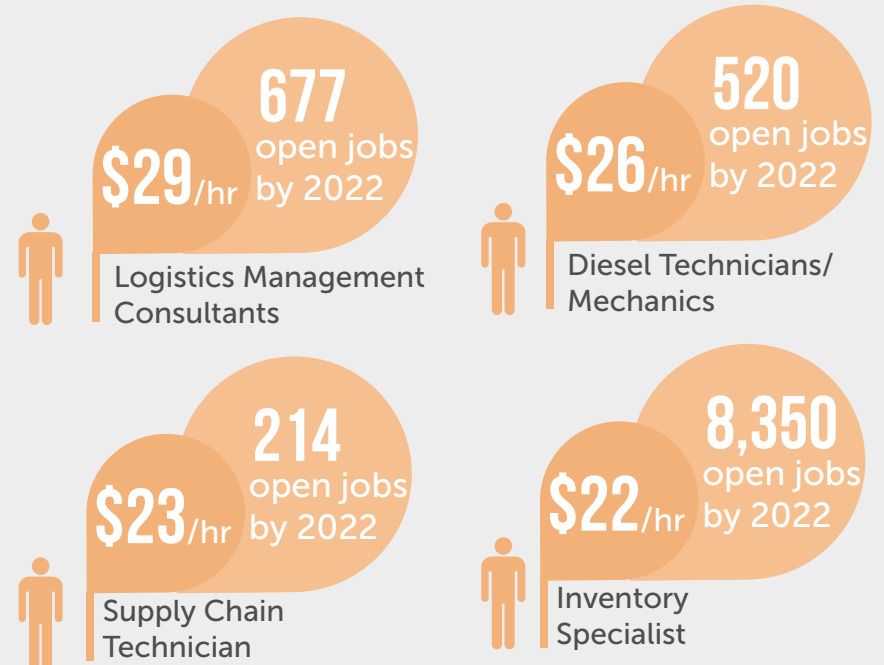 677
open jobs
by 2022
$29/hr
Logistics Management
Consultants
520
open jobs
by 2022
$26/hr
Diesel Technicians/
Mechanics
214
open jobs
by 2022
$23/hr
Supply Chain
Technician
8,350
open jobs
by 2022
$22/hr
Inventory
Specialist